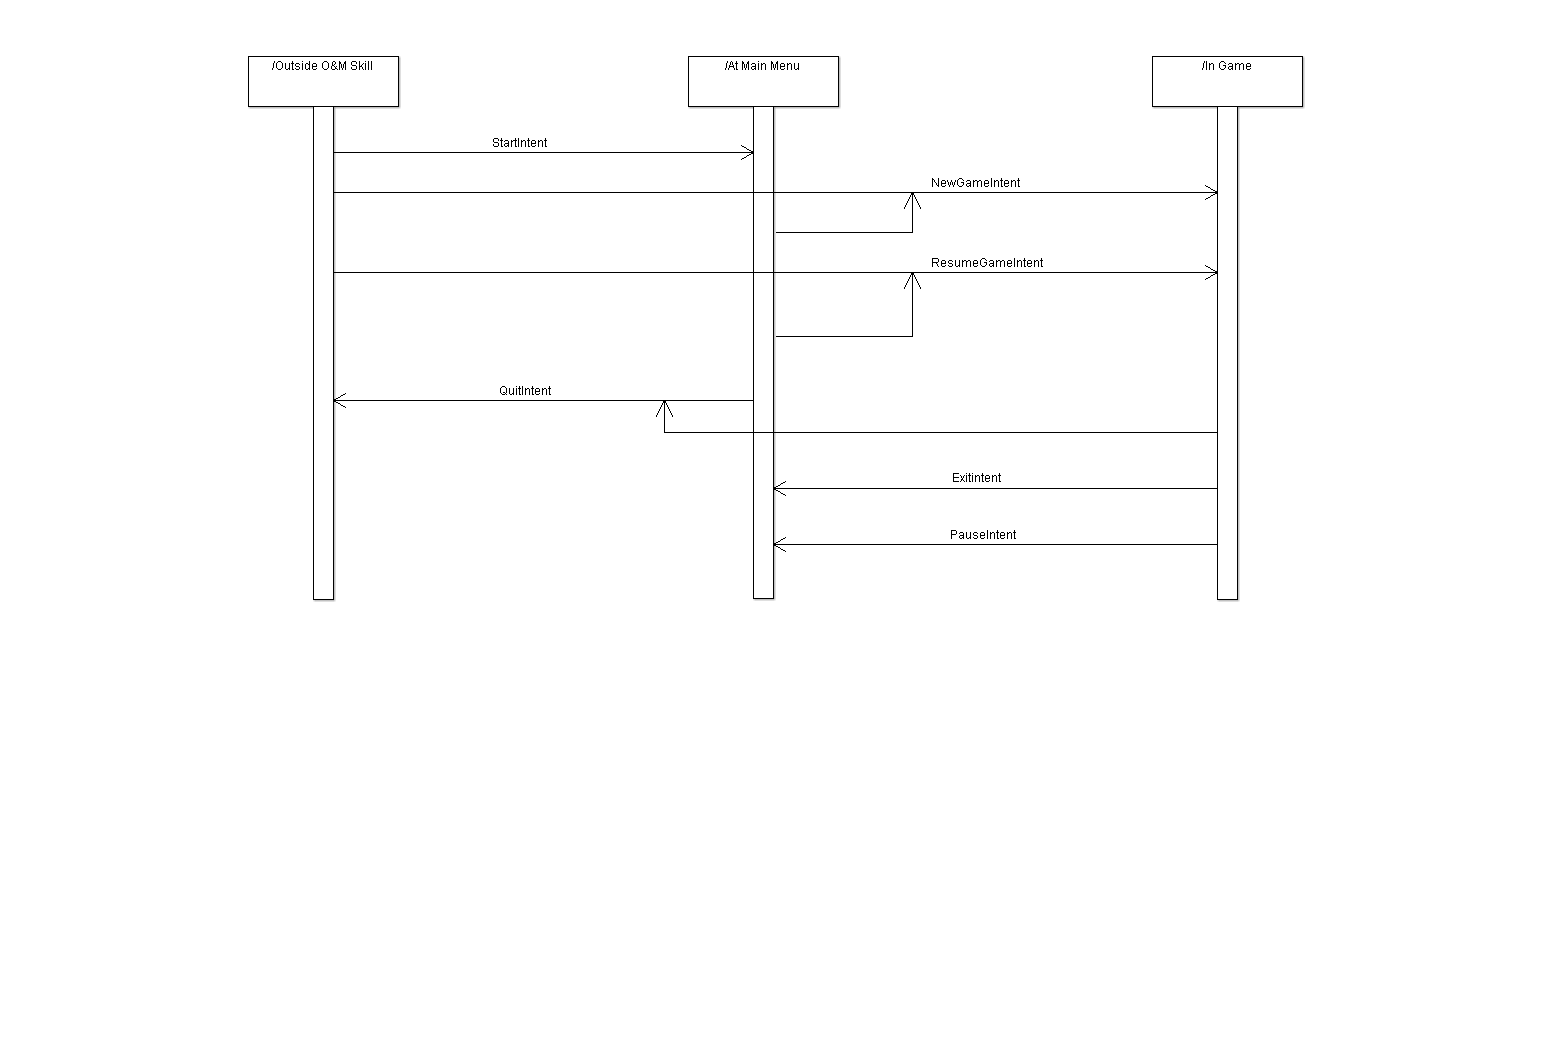 /Outside O&M Skill
/At Main Menu
/In Game
StartIntent
NewGameIntent
ResumeGameIntent
QuitIntent
ExitIntent
PauseIntent